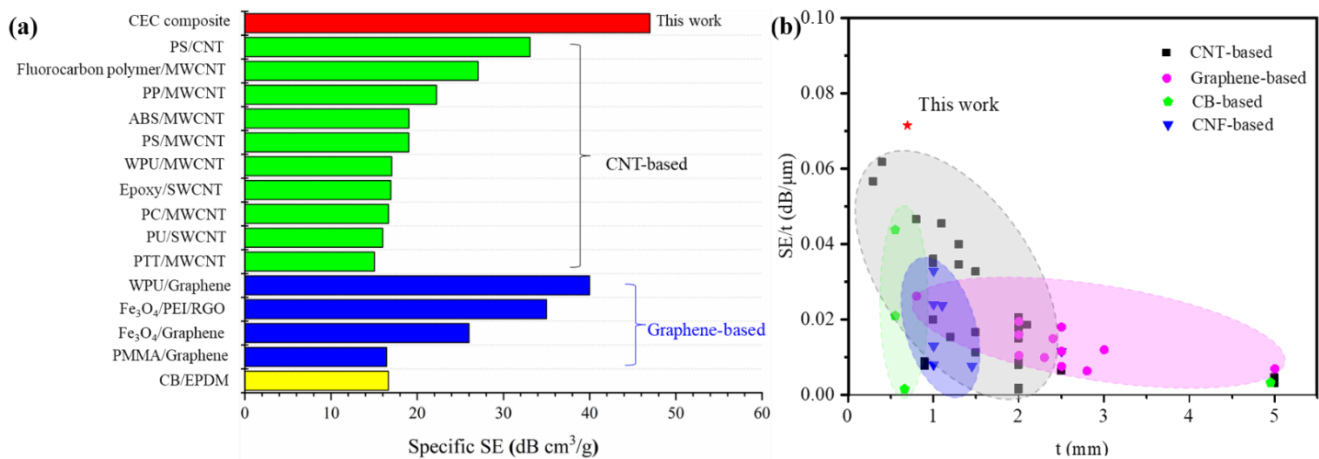 (a)
CEC composite
This work
PS/CNT
Fluorocarbon polymer/MWCNT
PP/MWCNT
ABS/MWCNT
PS/MWCNT
WPU/MWCNT
Epoxy/SWCNT
PC/MWCNT
PU/SWCNT
PTT/MWCNT
CNT-based
WPU/Graphene
Fe₃O₄/PEI/RGO
Fe₃O₄/Graphene
PMMA/Graphene
Graphene-based
CB/EPDM
0 10 20 30 40 50 60
Specific SE (dB cm³/g)
(b)
0.10
0.08
0.06
0.04
0.02
0.00
SE/t (dB/μm)
CNT-based
Graphene-based
CB-based
CNF-based
This work
0 1 2 3 4 5
t (mm)